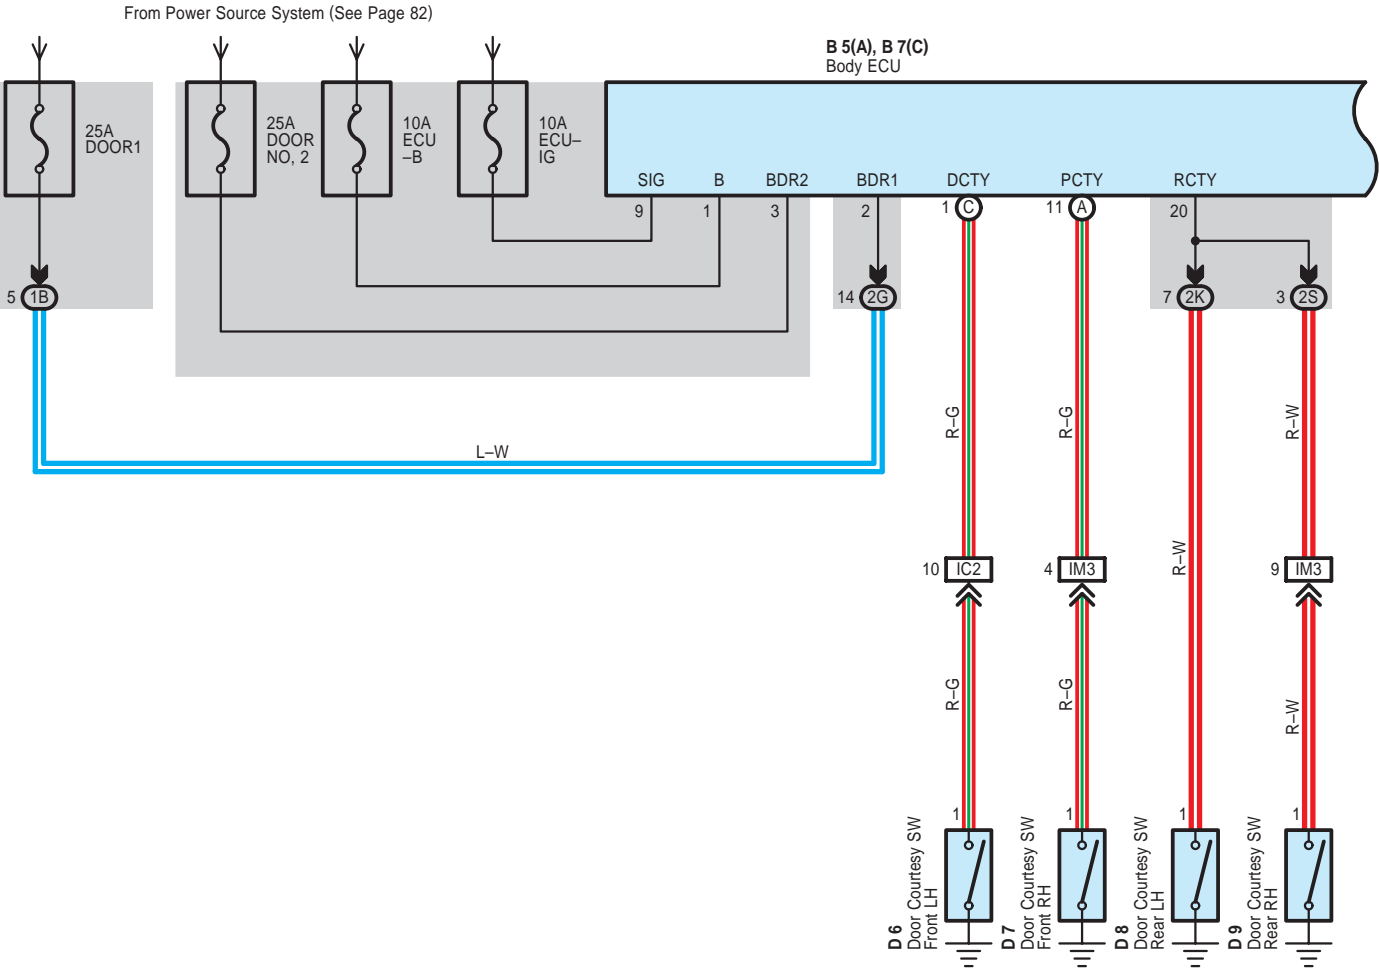 From Power Source System (See Page 82)
B 5(A), B 7(C)
Body ECU
25A
DOOR1
25A
DOOR
NO, 2
10A
ECU
–B
10A
ECU–
IG
SIG
B
BDR2
BDR1
DCTY
PCTY
RCTY
9
1
3
2
1
C
11
A
20
5
1B
14
2G
7
2K
3
2S
L–W
R–G
R–G
R–W
R–W
10
IC2
4
IM3
9
IM3
R–G
R–G
R–W
1
1
1
1
D 6
Door Courtesy SW
Front LH
D 7
Door Courtesy SW
Front RH
D 8
Door Courtesy SW
Rear LH
D 9
Door Courtesy SW
Rear RH